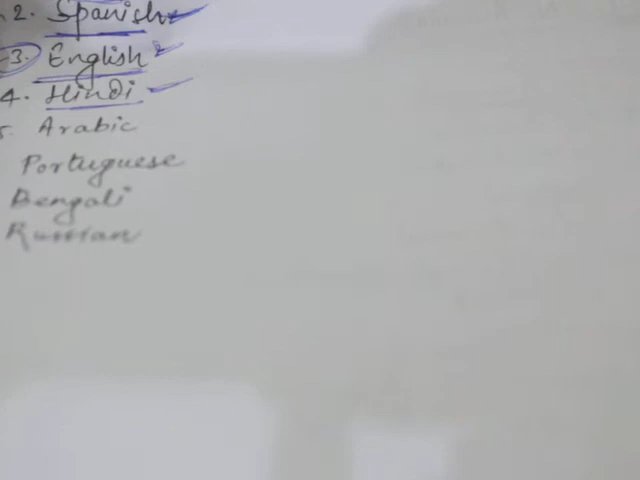 2. Spanish
3. English
4. Hindi
5. Arabic
Portuguese
Bengali
Russian